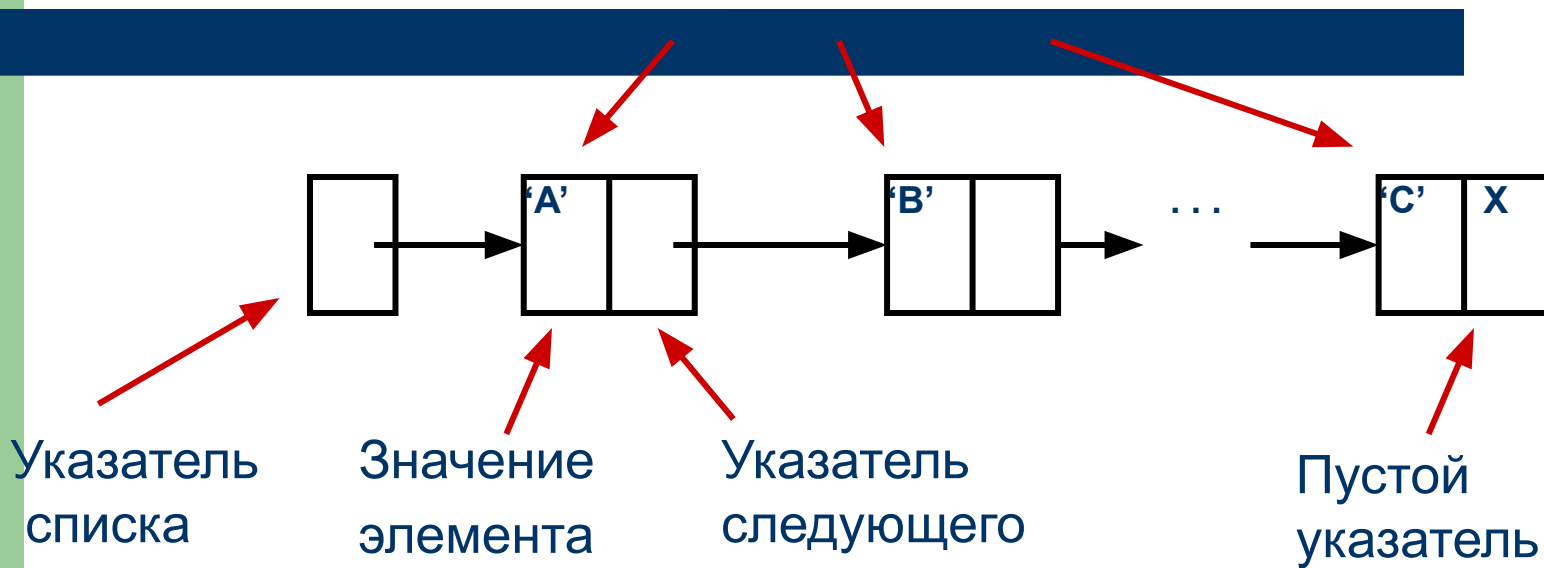 ‘A’ ‘B’ . . . ‘C’ X
Указатель
списка
Значение
элемента
Указатель
следующего
Пустой
указатель